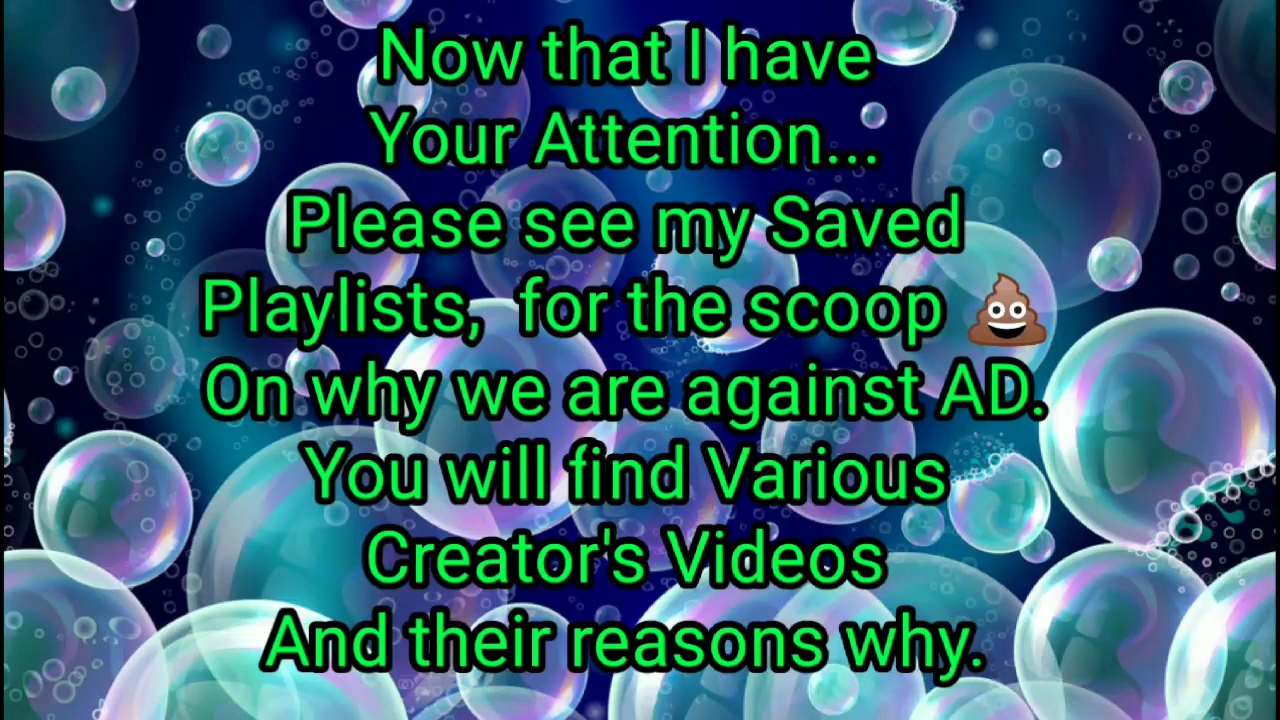 Now that I have
Your Attention...
Please see my Saved
Playlists, for the scoop 💩
On why we are against AD.
You will find Various
Creator's Videos
And their reasons why.